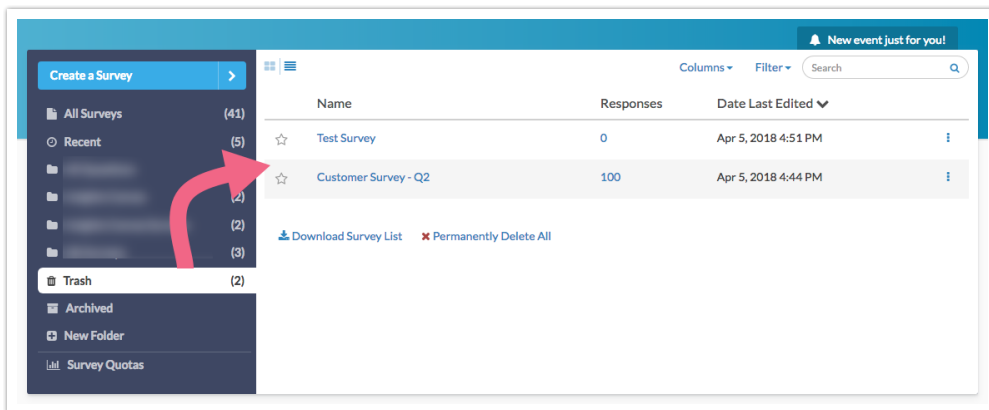 New event just for you!
Create a Survey
All Surveys (41)
Recent (5)
(2)
(2)
(3)
Trash (2)
Archived
New Folder
Survey Quotas
Columns Filter Search
Name Responses Date Last Edited
Test Survey 0 Apr 5, 2018 4:51 PM
Customer Survey - Q2 100 Apr 5, 2018 4:44 PM
Download Survey List Permanently Delete All